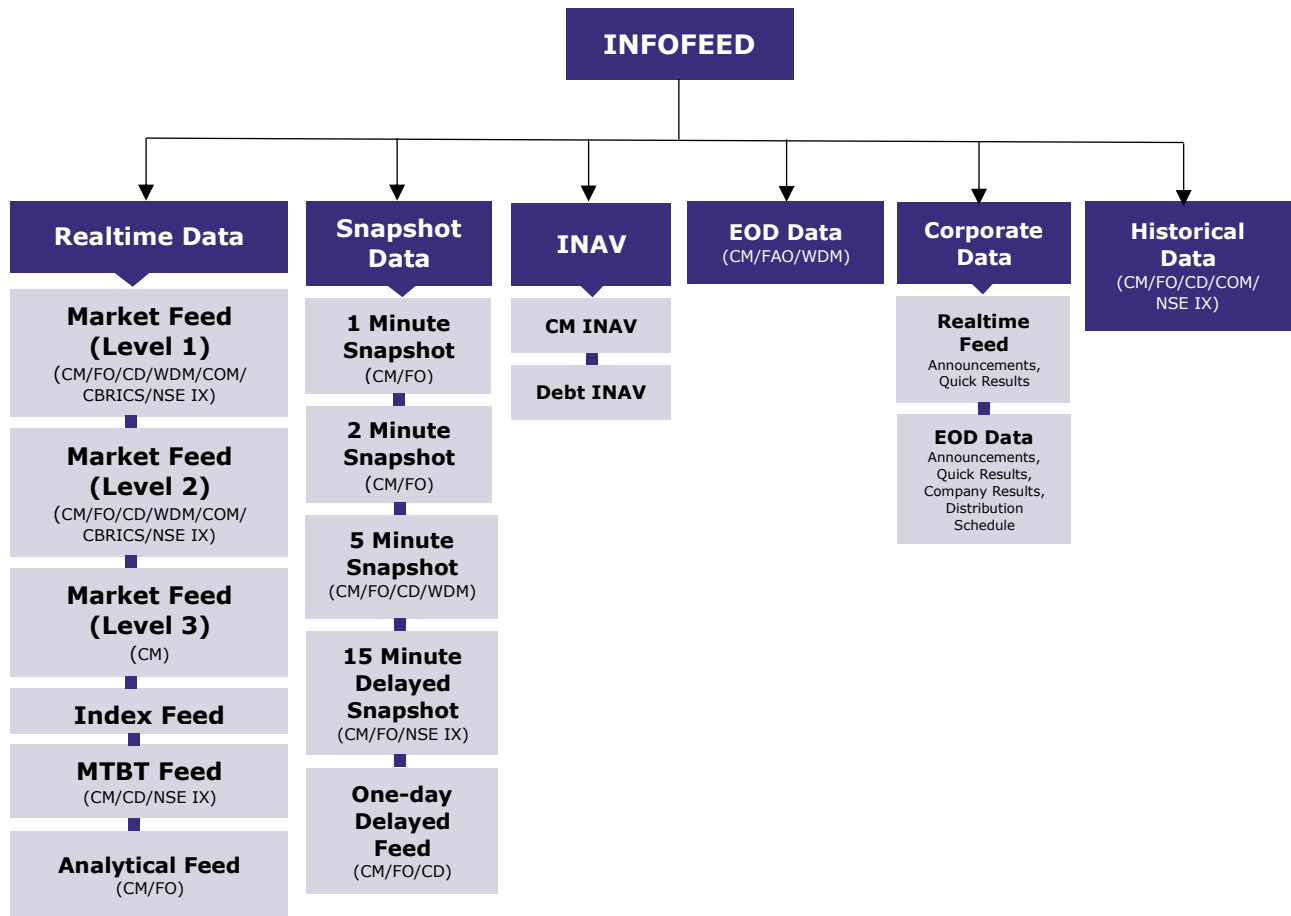 INFOFEED
Realtime Data
Market Feed
(Level 1)
(CM/FO/CD/WDM/COM/
CBRICS/NSE IX)
Market Feed
(Level 2)
(CM/FO/CD/WDM/COM/
CBRICS/NSE IX)
Market Feed
(Level 3)
(CM)
Index Feed
MTBT Feed
(CM/CD/NSE IX)
Analytical Feed
(CM/FO)
Snapshot
Data
1 Minute
Snapshot
(CM/FO)
2 Minute
Snapshot
(CM/FO)
5 Minute
Snapshot
(CM/FO/CD/WDM)
15 Minute
Delayed
Snapshot
(CM/FO/NSE IX)
One-day
Delayed
Feed
(CM/FO/CD)
INAV
CM INAV
Debt INAV
EOD Data
(CM/FAO/WDM)
Corporate
Data
Realtime
Feed
Announcements,
Quick Results
EOD Data
Announcements,
Quick Results,
Company Results,
Distribution
Schedule
Historical
Data
(CM/FO/CD/COM/
NSE IX)